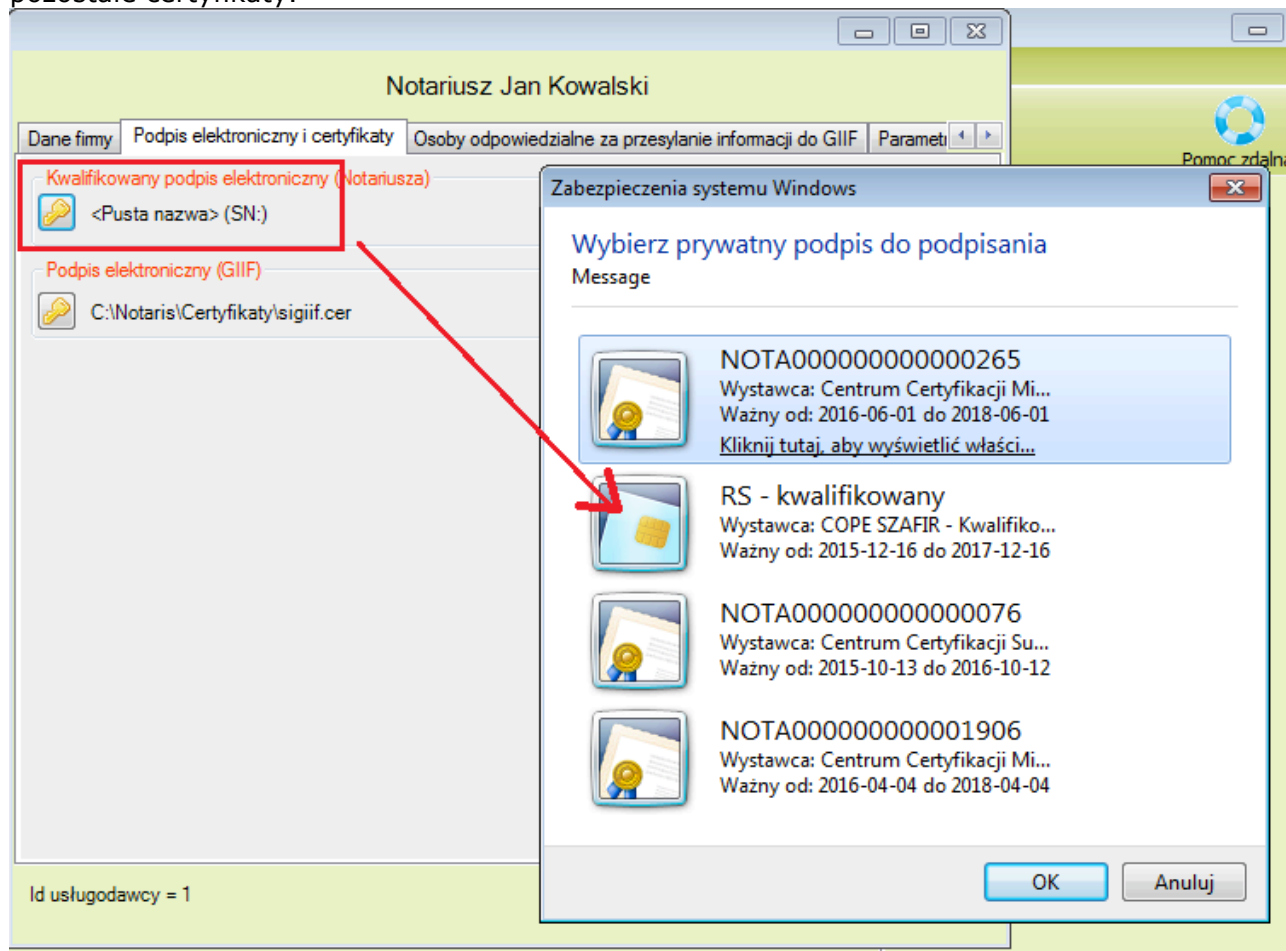 pozostałe certyfikaty.
Notariusz Jan Kowalski
Dane firmy
Podpis elektroniczny i certyfikaty
Osoby odpowiedzialne za przesyłanie informacji do GIIF
Kwalifikowany podpis elektroniczny (Notariusza)
<Pusta nazwa> (SN:)
Podpis elektroniczny (GIIF)
C:\Notaris\Certyfikaty\sigiif.cer
Id usługodawcy = 1
Pomoc zdalna
Zabezpieczenia systemu Windows
Wybierz prywatny podpis do podpisania
Message
NOTA000000000000265
Wystawca: Centrum Certyfikacji Mi...
Ważny od: 2016-06-01 do 2018-06-01
Kliknij tutaj, aby wyświetlić właści...
RS - kwalifikowany
Wystawca: COPE SZAFIR - Kwalifiko...
Ważny od: 2015-12-16 do 2017-12-16
NOTA000000000000076
Wystawca: Centrum Certyfikacji Su...
Ważny od: 2015-10-13 do 2016-10-12
NOTA000000000001906
Wystawca: Centrum Certyfikacji Mi...
Ważny od: 2016-04-04 do 2018-04-04
OK
Anuluj